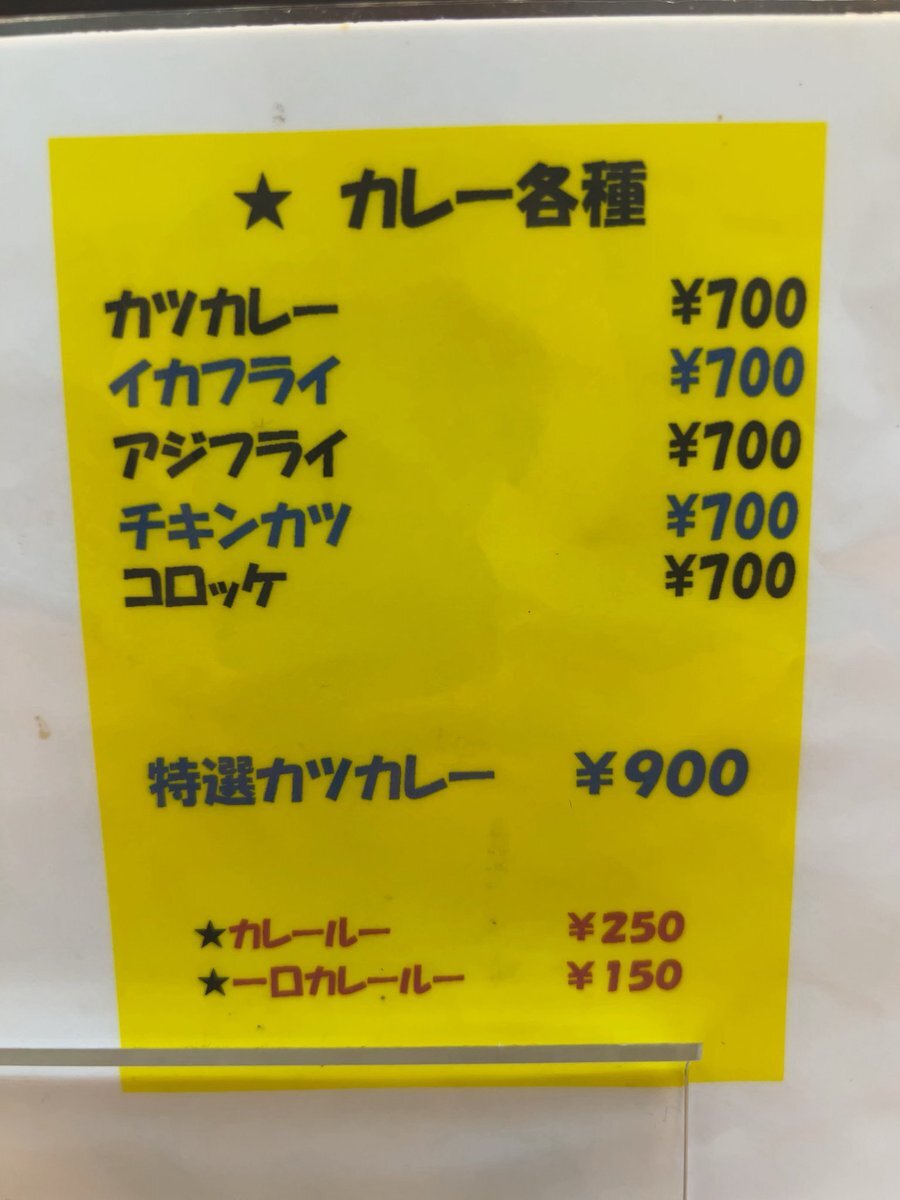 ★ カレー各種
カツカレー ¥700
イカフライ ¥700
アジフライ ¥700
チキンカツ ¥700
コロッケ ¥700
特選カツカレー ¥900
★カレールー ¥250
★一口カレールー ¥150